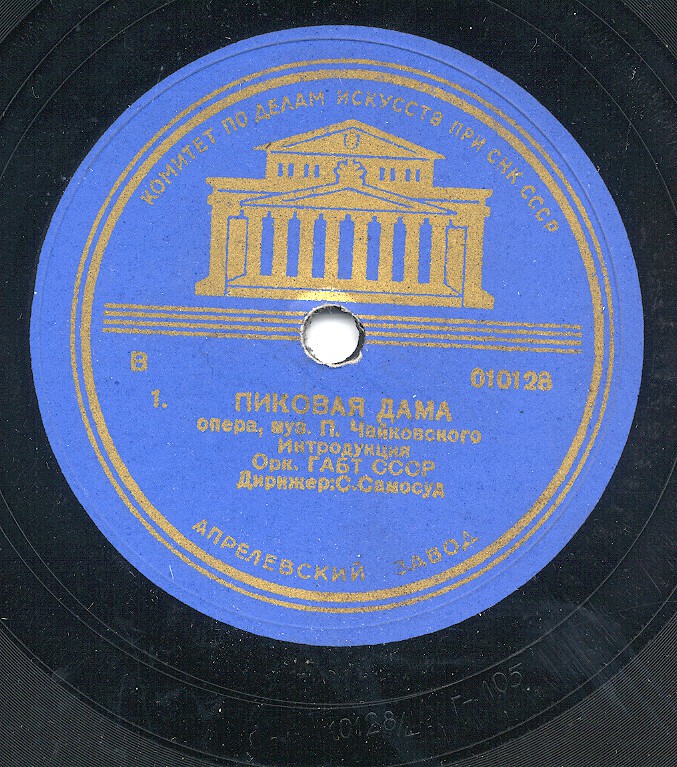 КОМИТЕТ ПО ДЕЛАМ ИСКУССТВ ПРИ СНК СССР
В 010128
1. ПИКОВАЯ ДАМА
опера, муз. П. Чайковского
Интродукция
Орк. ГАБТ СССР
Дирижер: С. Самосуд
АПРЕЛЕВСКИЙ ЗАВОД
Г-105